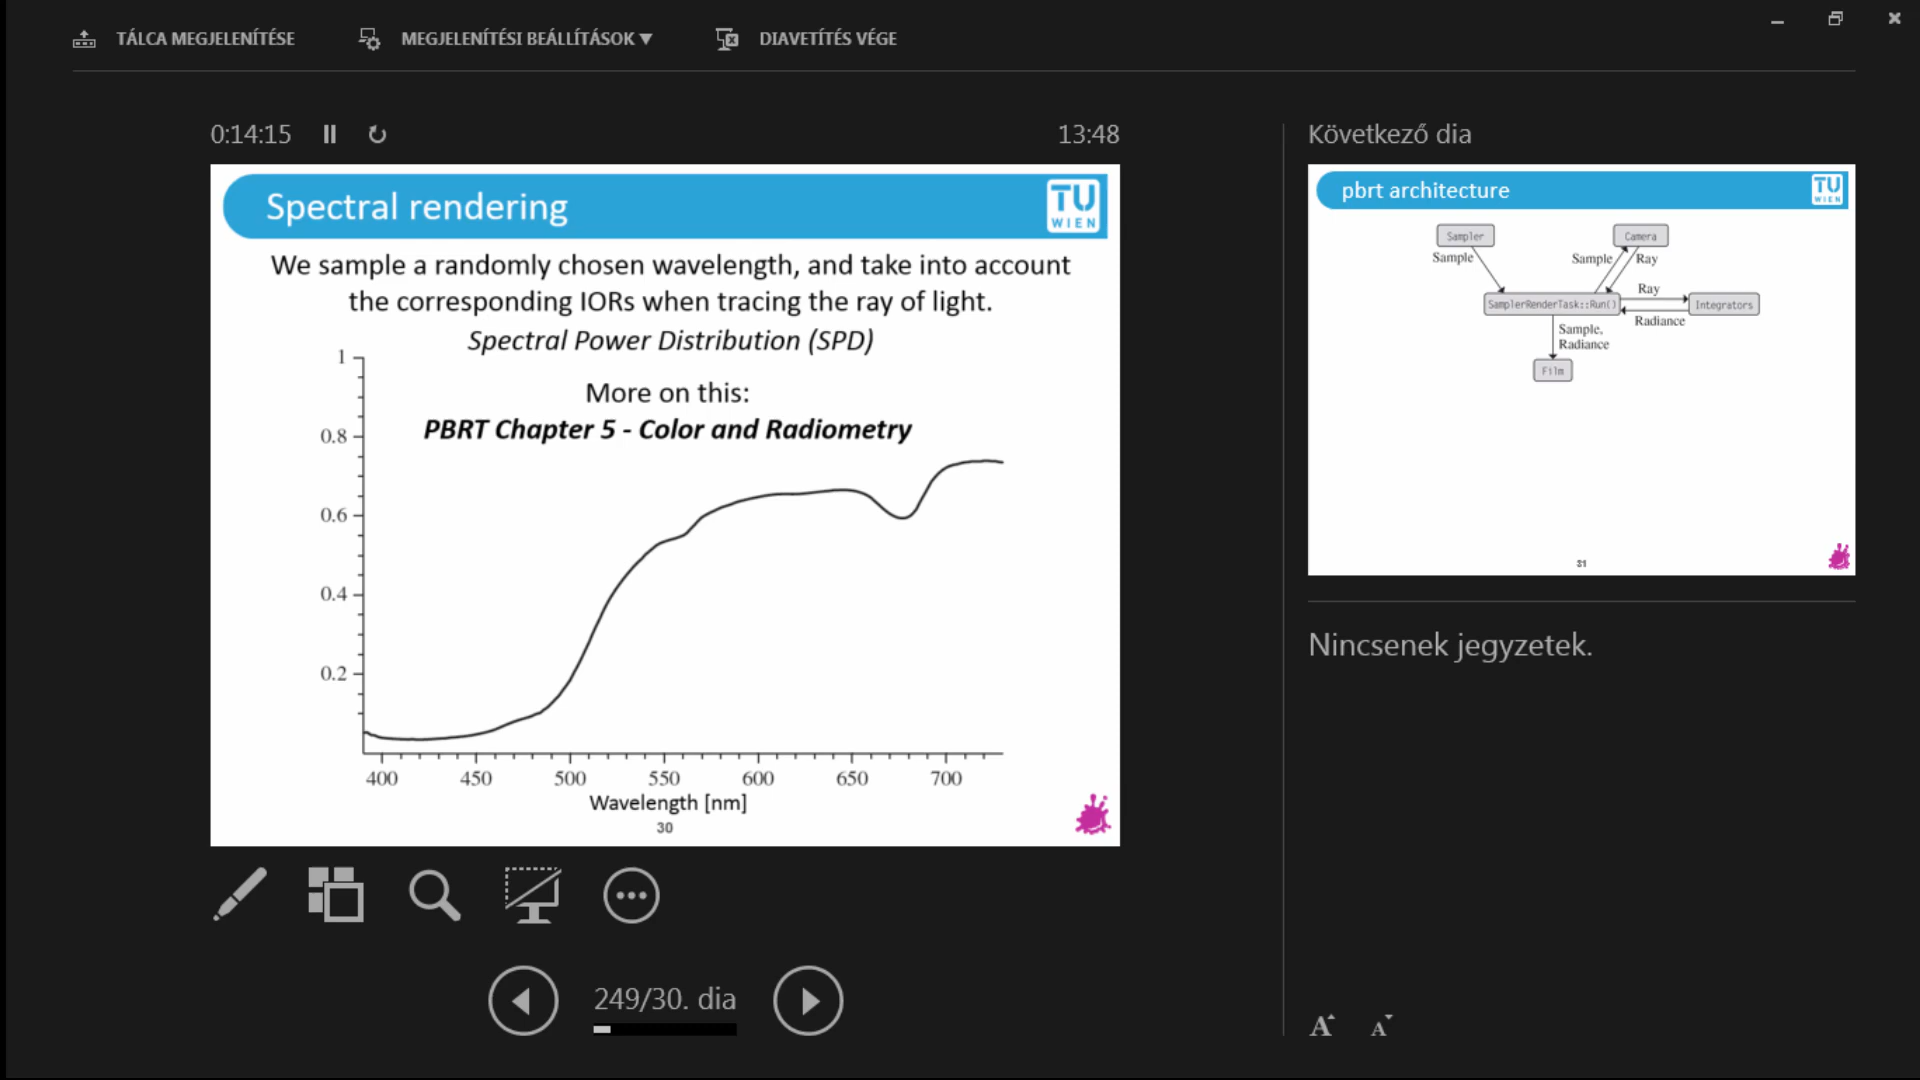 TÁLCA MEGJELENÍTÉSE
MEGJELENÍTÉSI BEÁLLÍTÁSOK ▼
DIAVETÍTÉS VÉGE
0:14:15
13:48
Spectral rendering
TU
WIEN
We sample a randomly chosen wavelength, and take into account
the corresponding IORs when tracing the ray of light.
Spectral Power Distribution (SPD)
More on this:
PBRT Chapter 5 - Color and Radiometry
1
0.8
0.6
0.4
0.2
400 450 500 550 600 650 700
Wavelength [nm]
30
249/30. dia
Következő dia
pbrt architecture
TU
WIEN
Sampler
Camera
Sample
Sample
Ray
SamplerRenderTask::Run()
Ray
Integrators
Radiance
Sample,
Radiance
Film
31
Nincsenek jegyzetek.
A A